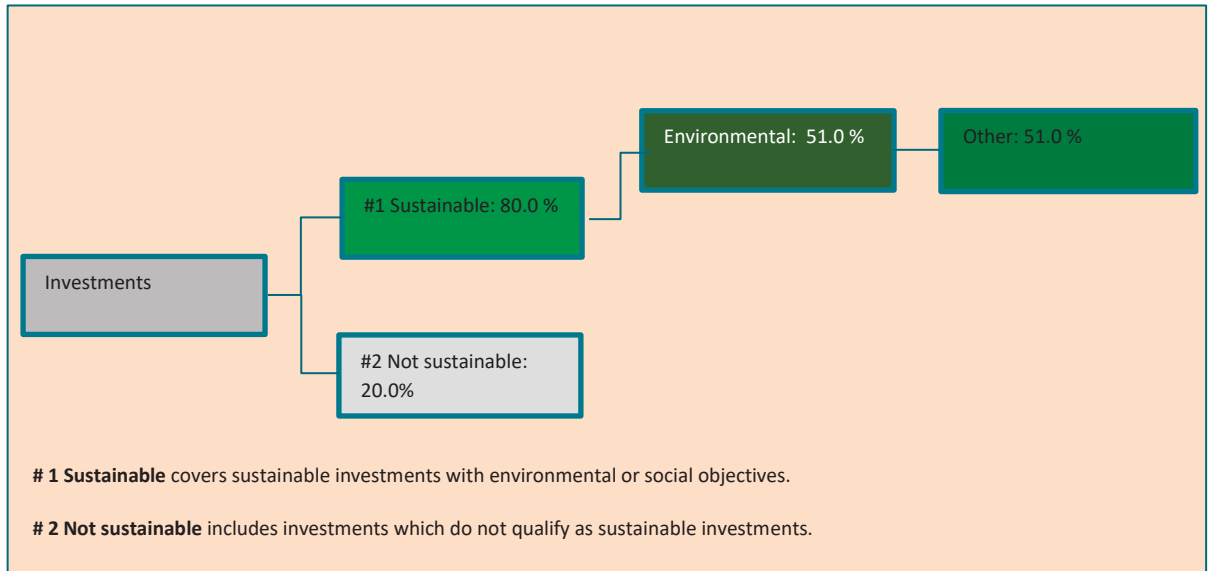 Environmental:  51.0 %
Other: 51.0 %
#1 Sustainable: 80.0 %
Investments
#2 Not sustainable:
20.0%
# 1 Sustainable covers sustainable investments with environmental or social objectives.
# 2 Not sustainable includes investments which do not qualify as sustainable investments.